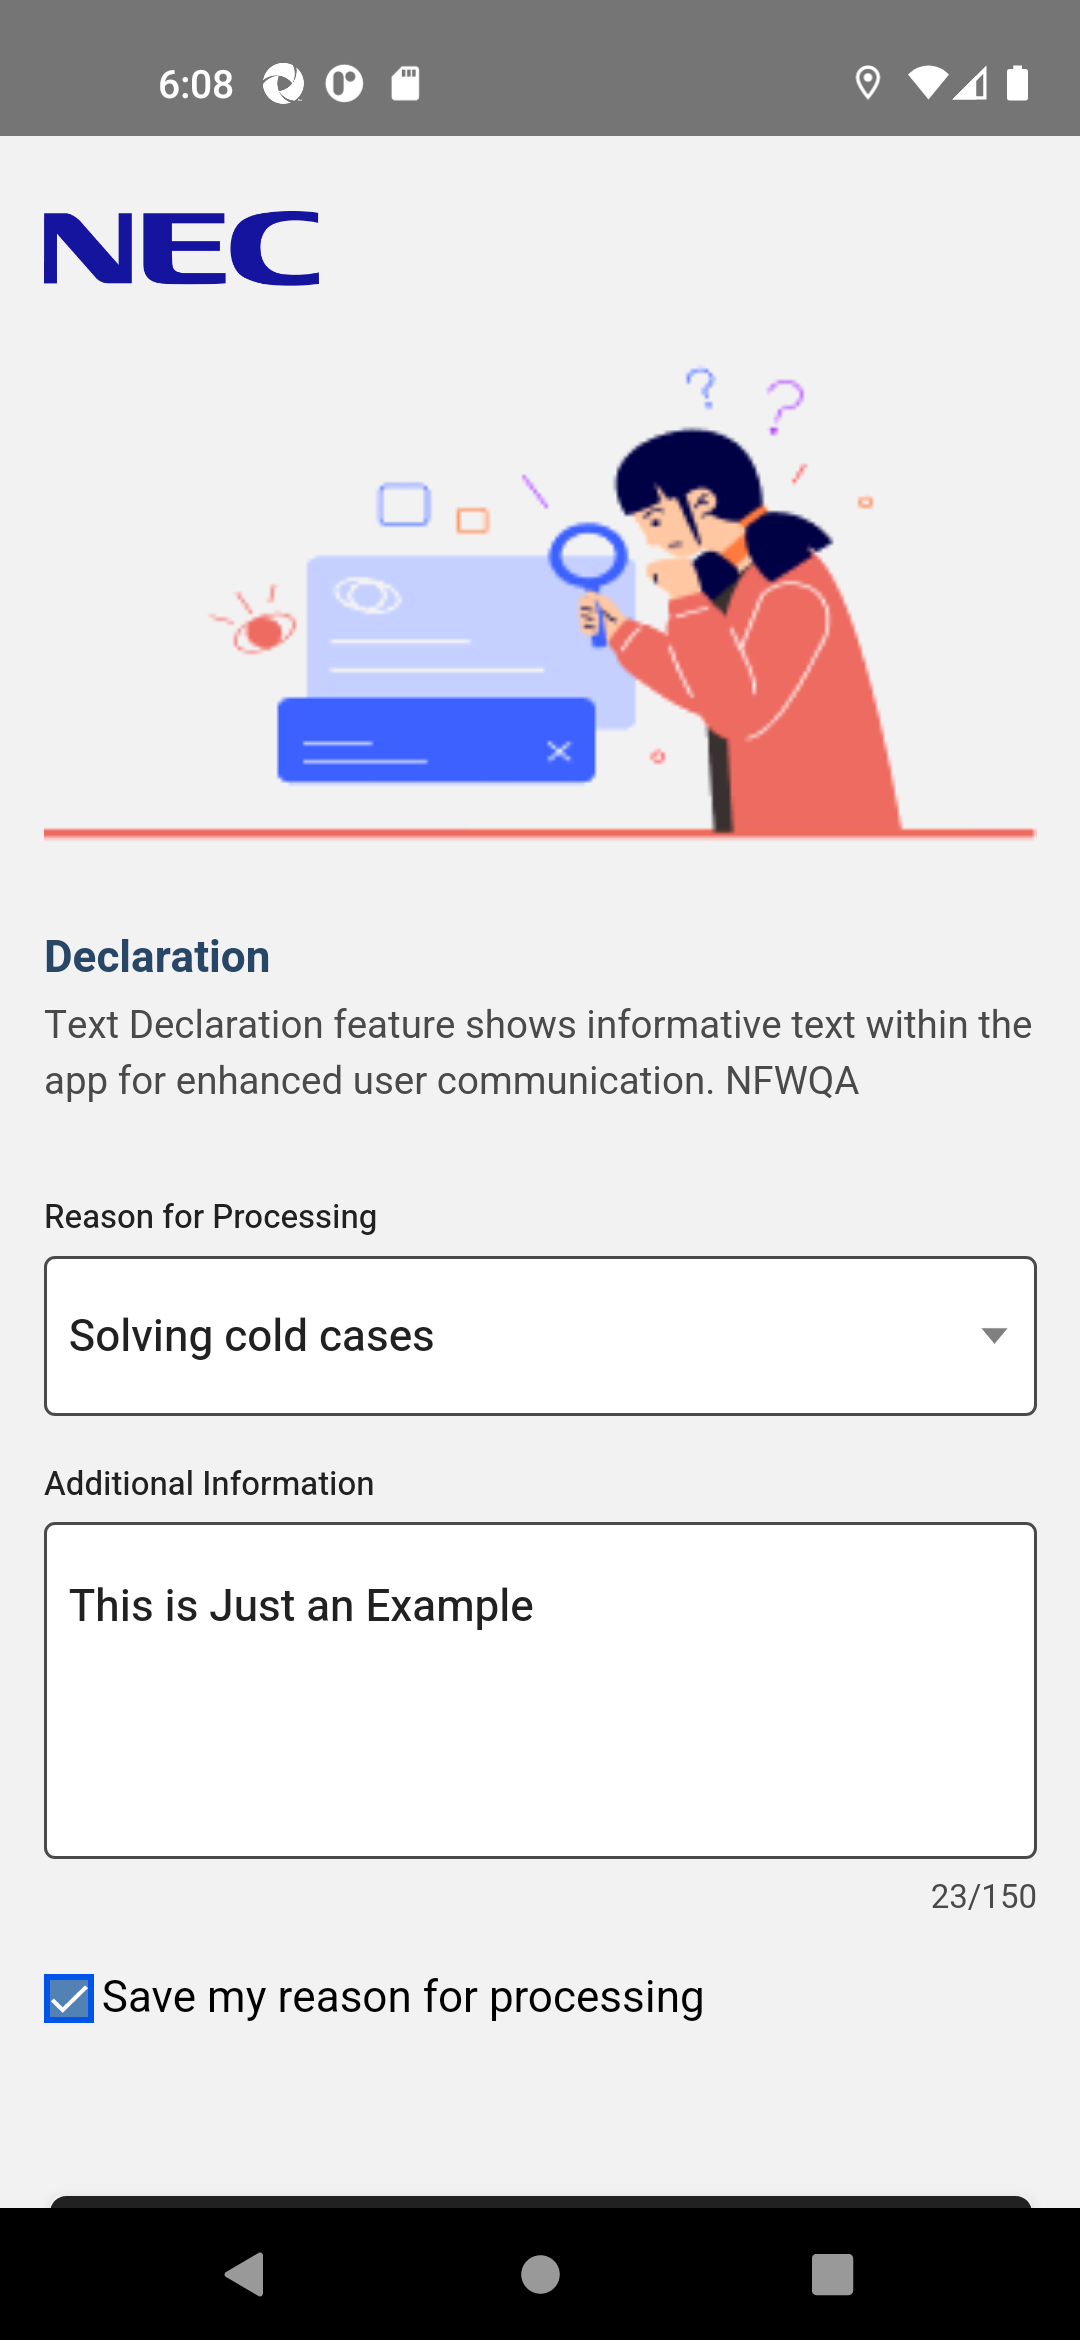 6:08
NEC
Declaration
Text Declaration feature shows informative text within the
app for enhanced user communication. NFWQA
Reason for Processing
Solving cold cases
Additional Information
This is Just an Example
23/150
Save my reason for processing